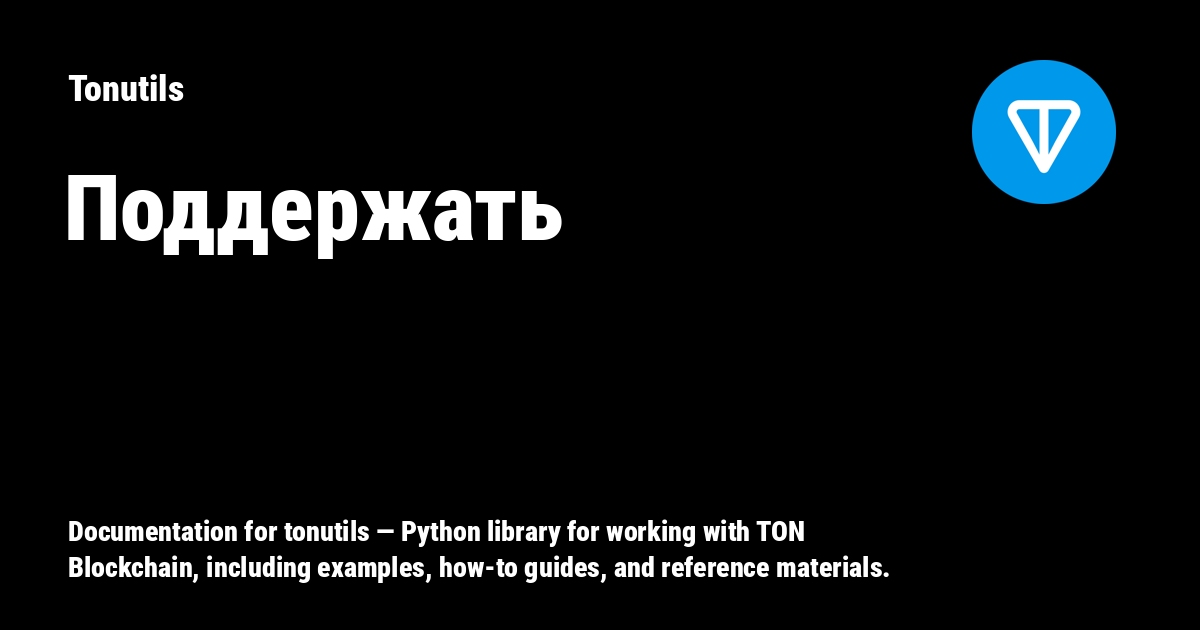 Tonutils
Поддержать
Documentation for tonutils — Python library for working with TON
Blockchain, including examples, how-to guides, and reference materials.